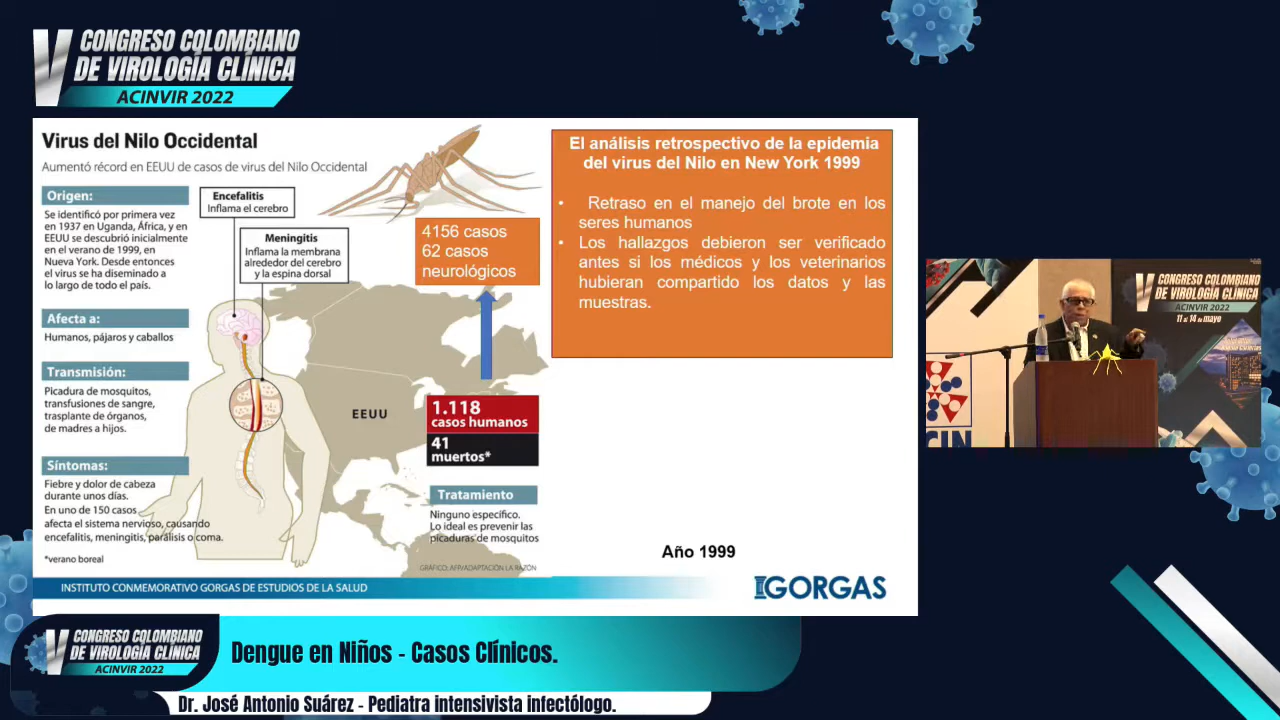 V CONGRESO COLOMBIANO
DE VIROLOGÍA CLÍNICA
ACINVIR 2022
Virus del Nilo Occidental
Aumentó récord en EEUU de casos de virus del Nilo Occidental
Origen:
Se identificó por primera vez
en 1937 en Uganda, África, y en
EEUU se descubrió inicialmente
en el verano de 1999, en
Nueva York. Desde entonces
el virus se ha diseminado a
lo largo de todo el país.
Afecta a:
Humanos, pájaros y caballos
Transmisión:
Picadura de mosquitos,
transfusiones de sangre,
trasplante de órganos,
de madres a hijos.
Síntomas:
Fiebre y dolor de cabeza
durante unos días.
En uno de 150 casos
afecta el sistema nervioso, causando
encefalitis, meningitis, parálisis o coma.
*verano boreal
Encefalitis
Inflama el cerebro
Meningitis
Inflama la membrana
alrededor del cerebro
y la espina dorsal
EEUU
4156 casos
62 casos
neurológicos
1.118
casos humanos
41
muertos*
Tratamiento
Ninguno específico.
Lo ideal es prevenir las
picaduras de mosquitos
GRÁFICO: AFP/ADAPTACIÓN LA RAZÓN
El análisis retrospectivo de la epidemia
del virus del Nilo en New York 1999
• Retraso en el manejo del brote en los
seres humanos
• Los hallazgos debieron ser verificado
antes si los médicos y los veterinarios
hubieran compartido los datos y las
muestras.
Año 1999
INSTITUTO CONMEMORATIVO GORGAS DE ESTUDIOS DE LA SALUD
GORGAS
V CONGRESO COLOMBIANO
DE VIROLOGÍA CLÍNICA
ACINVIR 2022
11 al 14 de mayo
CIN
V CONGRESO COLOMBIANO
DE VIROLOGÍA CLÍNICA
ACINVIR 2022
Dengue en Niños - Casos Clínicos.
Dr. José Antonio Suárez - Pediatra intensivista infectólogo.